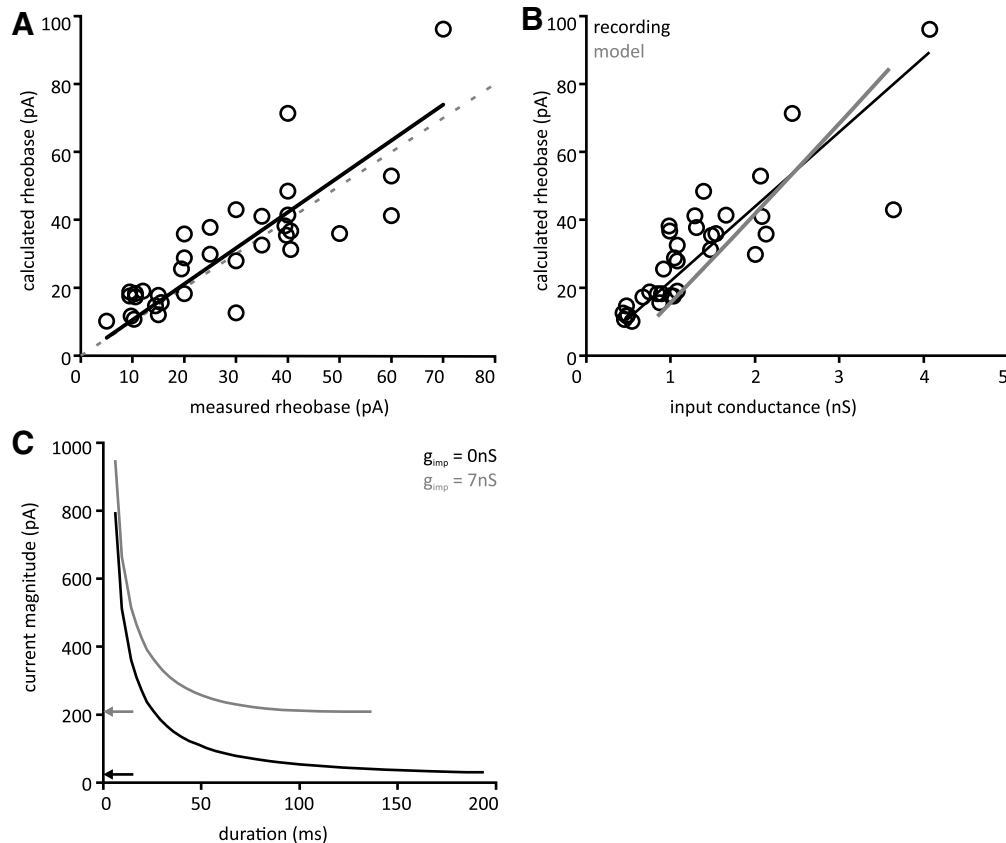 A
calculated rheobase (pA)
100
80
60
40
20
0
0 10 20 30 40 50 60 70 80
measured rheobase (pA)
B
recording
model
calculated rheobase (pA)
100
80
60
40
20
0
0 1 2 3 4 5
input conductance (nS)
C
gimp = 0nS
gimp = 7nS
current magnitude (pA)
1000
800
600
400
200
0
0 50 100 150 200
duration (ms)